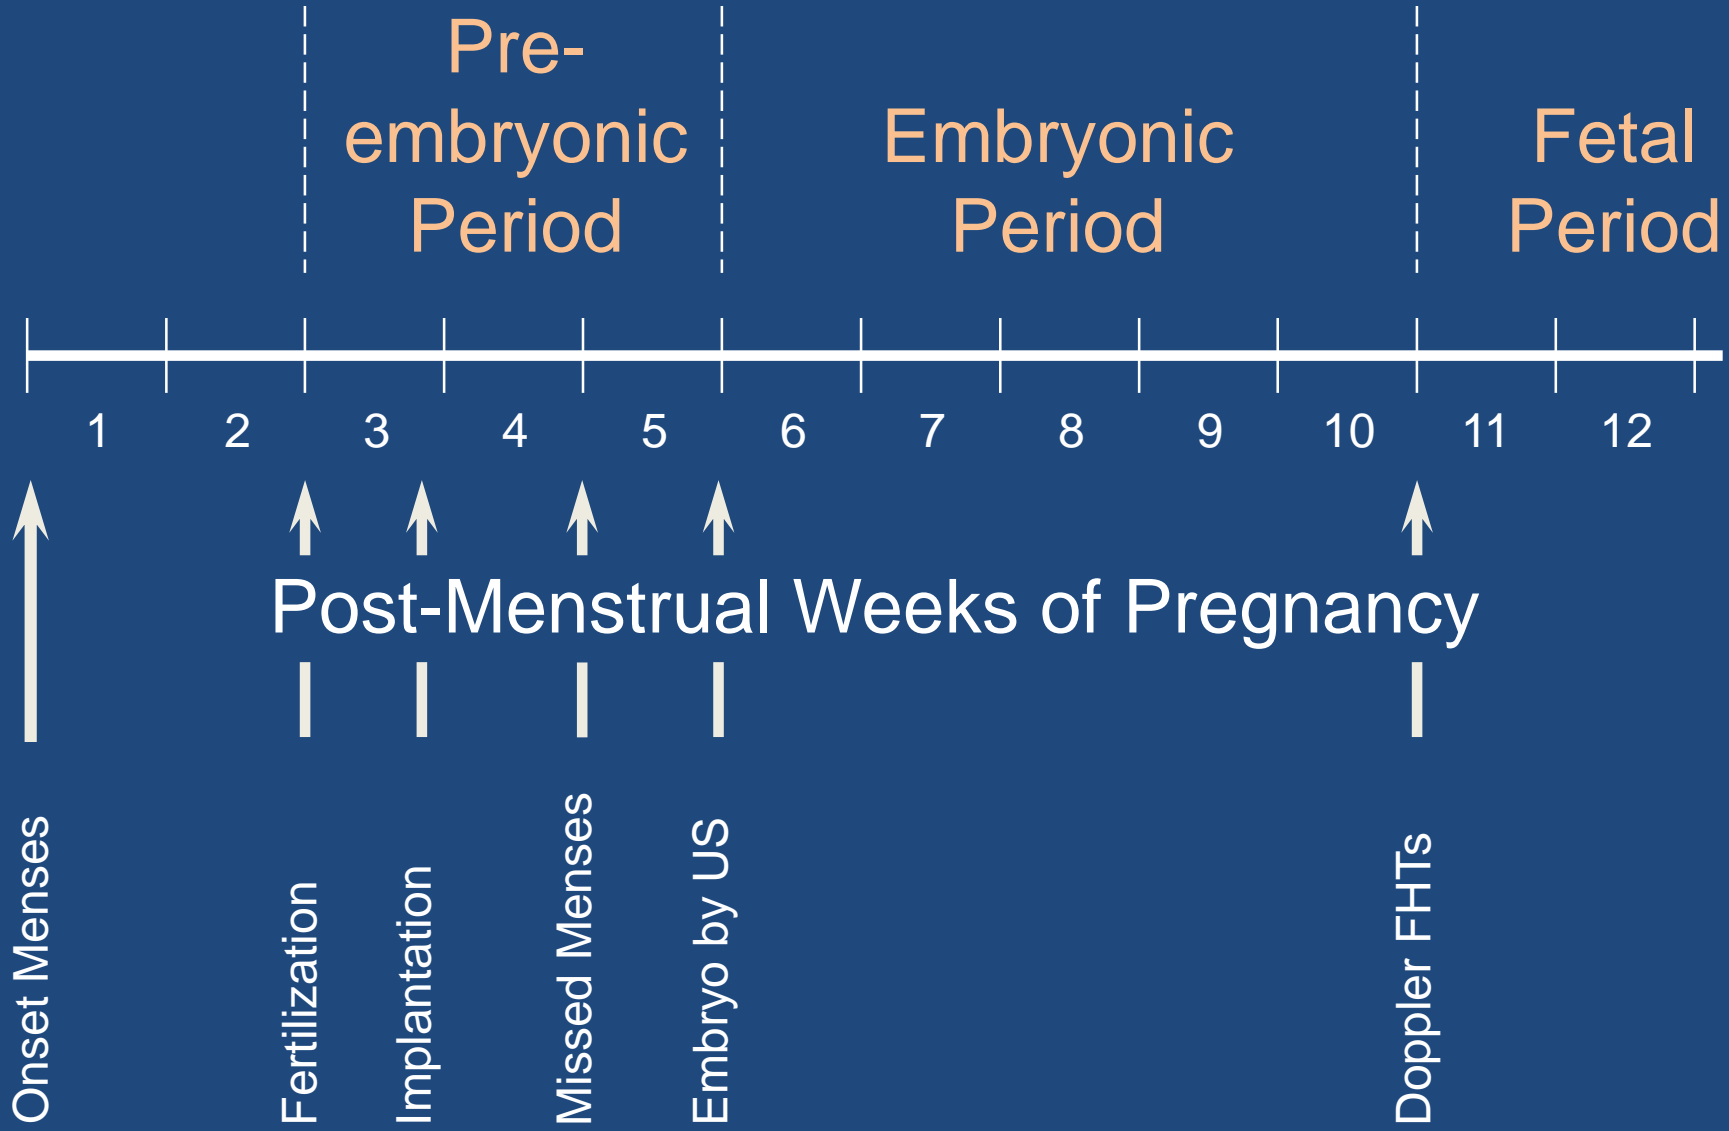 Pre-
embryonic
Period
Embryonic
Period
Fetal
Period
1 2 3 4 5 6 7 8 9 10 11 12
Post-Menstrual Weeks of Pregnancy
Onset Menses
Fertilization
Implantation
Missed Menses
Embryo by US
Doppler FHTs